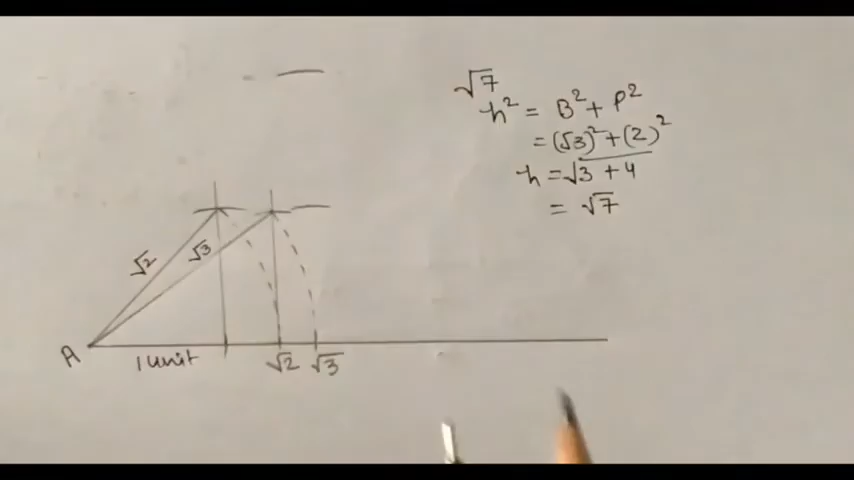 √7
h² = B² + P²
= (√3)² + (2)²
h = √3 + 4
= √7
√2 √3
A
1 unit √2 √3